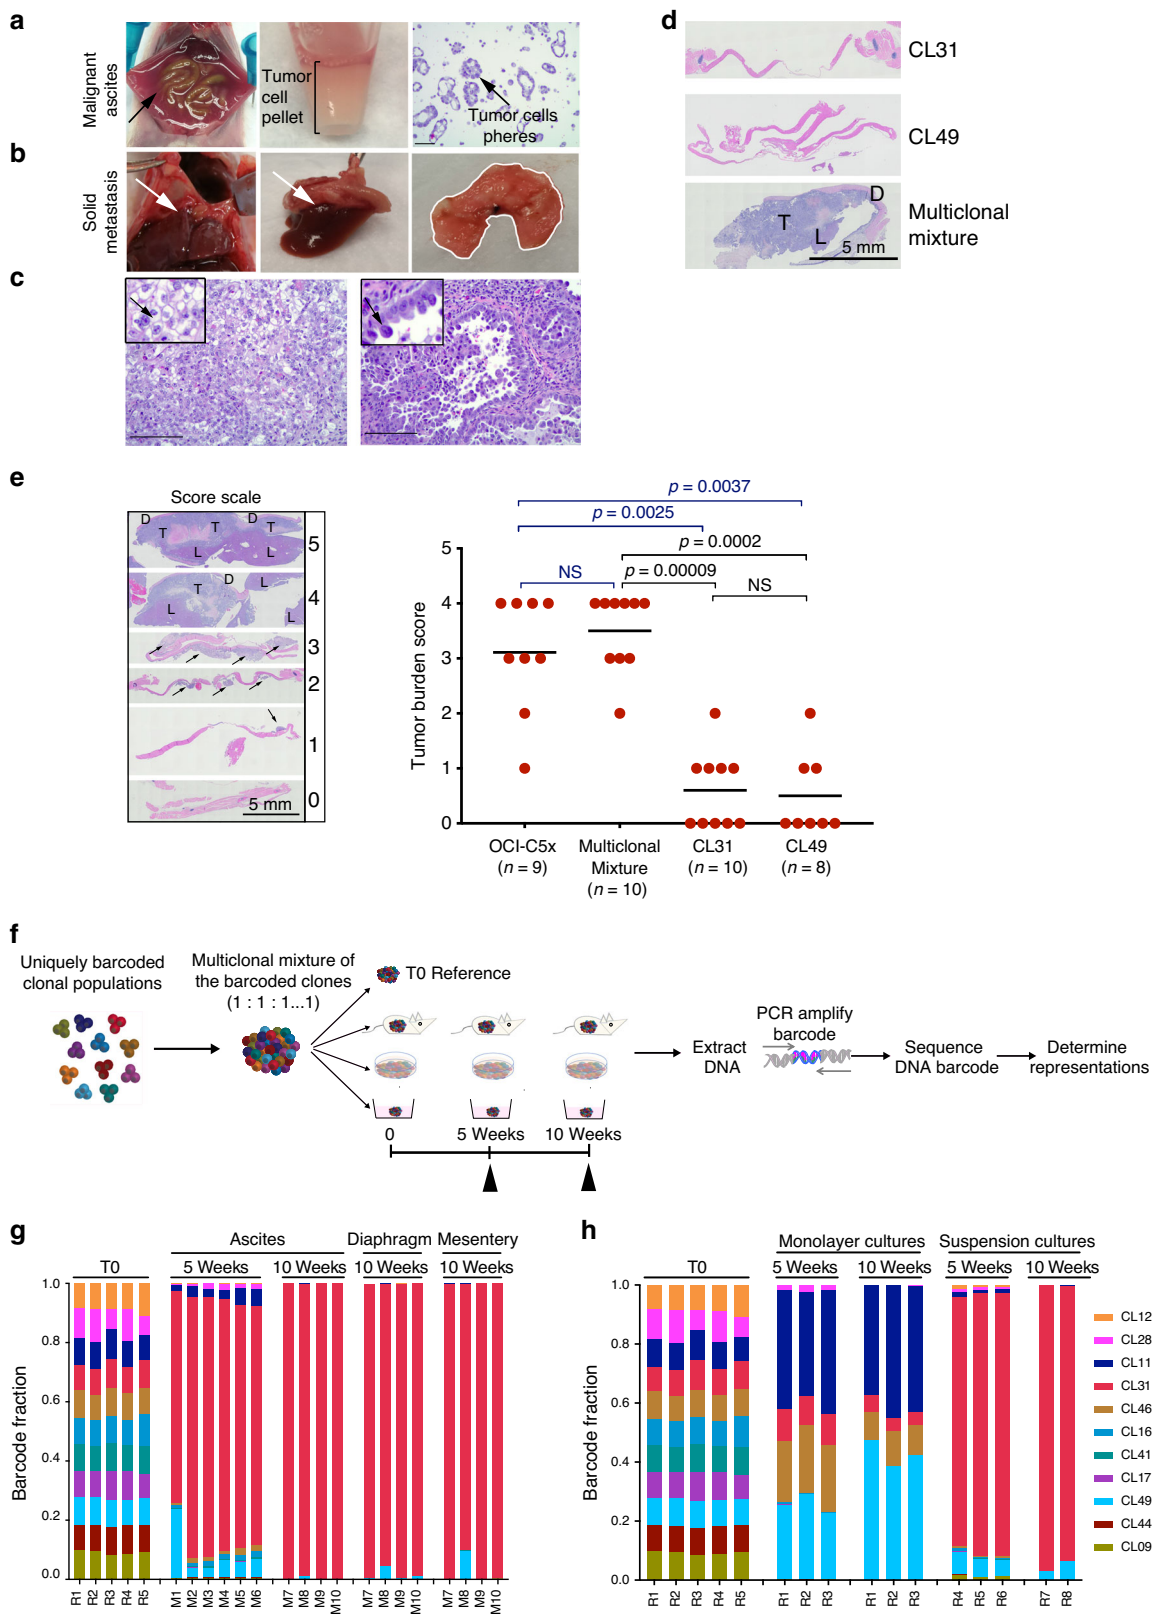 a
Malignant
ascites
Tumor
cell
pellet
Tumor cells
pheres
b
Solid
metastasis
c
d
CL31
CL49
T
L
D
5 mm
Multiclonal
mixture
e
Score scale
D
T
T
D
T
L
L
5
D
T
L
L
L
4
3
2
1
0
5 mm
p = 0.0037
p = 0.0025
p = 0.0002
NS
p = 0.00009
NS
Tumor burden score
5
4
3
2
1
0
OCI-C5x
(n = 9)
Multiclonal
Mixture
(n = 10)
CL31
(n = 10)
CL49
(n = 8)
f
Uniquely barcoded
clonal populations
Multiclonal mixture of
the barcoded clones
(1 : 1 : 1...1)
T0 Reference
0
5 Weeks
10 Weeks
Extract
DNA
PCR amplify
barcode
Sequence
DNA barcode
Determine
representations
g
Ascites
Diaphragm
Mesentery
T0
5 Weeks
10 Weeks
10 Weeks
10 Weeks
Barcode fraction
1.0
0.8
0.6
0.4
0.2
0.0
R1
R2
R3
R4
R5
M1
M2
M3
M4
M5
M6
M7
M8
M9
M10
M7
M8
M9
M10
M7
M8
M9
M10
h
Monolayer cultures
Suspension cultures
T0
5 Weeks
10 Weeks
5 Weeks
10 Weeks
Barcode fraction
1.0
0.8
0.6
0.4
0.2
0.0
R1
R2
R3
R4
R5
R1
R2
R3
R1
R2
R3
R4
R5
R6
R7
R8
CL12
CL28
CL11
CL31
CL46
CL16
CL41
CL17
CL49
CL44
CL09